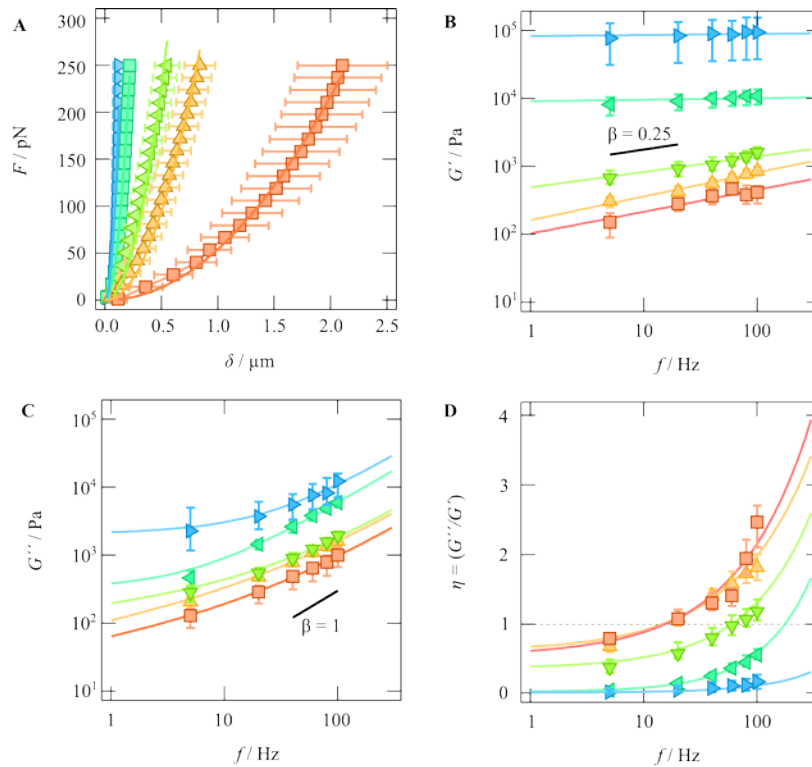 A
300
250
200
150
100
50
0
F / pN
0.0 0.5 1.0 1.5 2.0 2.5
δ / μm
B
10⁵
10⁴
10³
10²
10¹
G´ / Pa
β = 0.25
1 10 100
f / Hz
C
10⁵
10⁴
10³
10²
10¹
G´´ / Pa
β = 1
1 10 100
f / Hz
D
4
3
2
1
0
η = (G´´/G´)
1 10 100
f / Hz